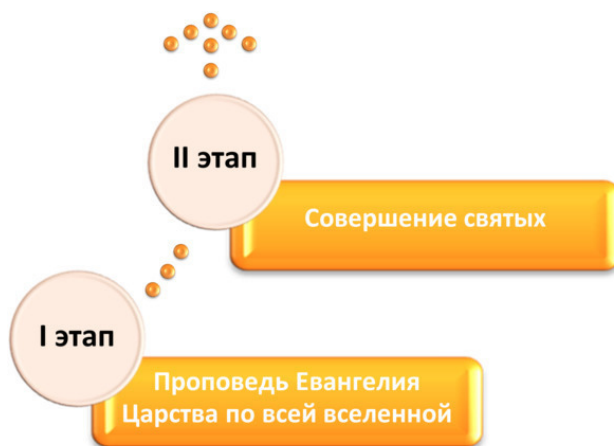 II этап
Совершение святых
I этап
Проповедь Евангелия
Царства по всей вселенной